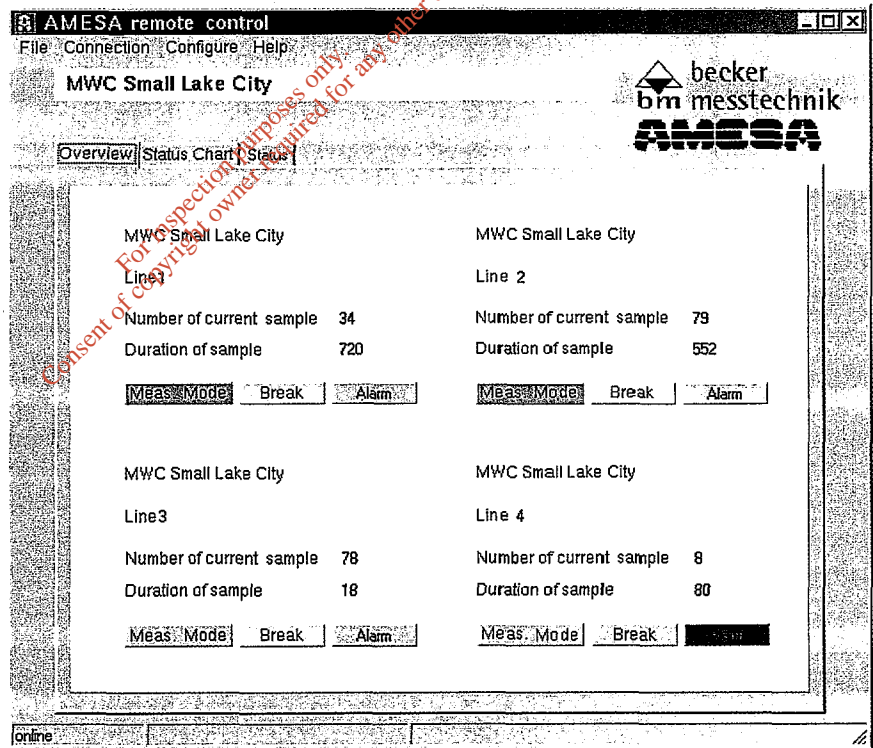 AMESA remote control
File Connection Configure Help
MWC Small Lake City
becker
bm messtechnik
AMESA
Overview Status Chart Status
MWC Small Lake City
Line1
Number of current sample 34
Duration of sample 720
Meas. Mode Break Alarm
MWC Small Lake City
Line 2
Number of current sample 79
Duration of sample 552
Meas. Mode Break Alarm
MWC Small Lake City
Line3
Number of current sample 78
Duration of sample 18
Meas. Mode Break Alarm
MWC Small Lake City
Line 4
Number of current sample 8
Duration of sample 80
Meas. Mode Break
online
For inspection purposes only
Consent of copyright owner required for any other